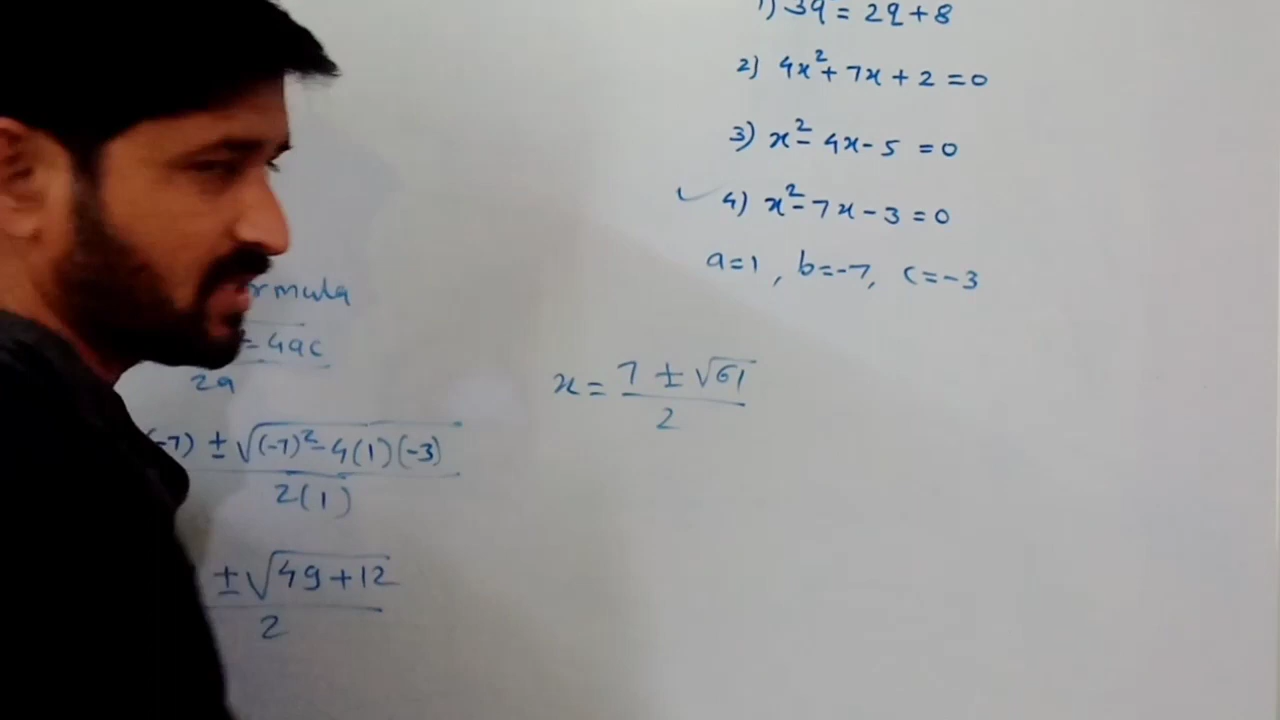 1) 3q = 2q + 8
2) 4x² + 7x + 2 = 0
3) x² - 4x - 5 = 0
4) x² - 7x - 3 = 0
a = 1 , b = -7, c = -3
rmula
- 4ac
2a
-7) ± √(-7)² - 4(1)(-3)
2(1)
± √49 + 12
2
x = 7 ± √61
2